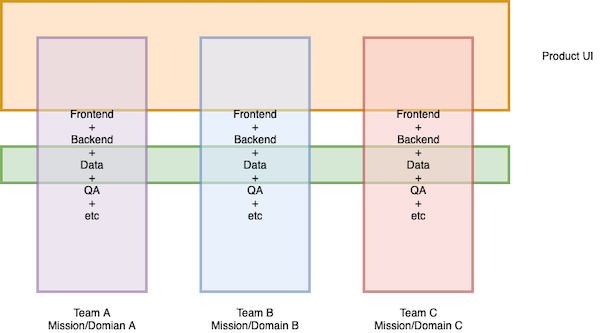 Product UI
Frontend
+
Backend
+
Data
+
QA
+
etc
Frontend
+
Backend
+
Data
+
QA
+
etc
Frontend
+
Backend
+
Data
+
QA
+
etc
Team A
Mission/Domian A
Team B
Mission/Domain B
Team C
Mission/Domain C